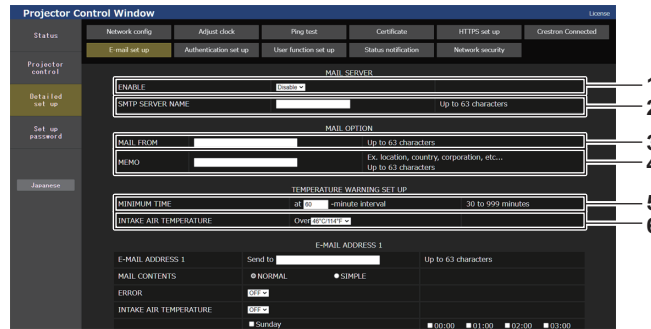 Projector Control Window License
Status
Network config Adjust clock Ping test Certificate HTTPS set up Crestron Connected
E-mail set up Authentication set up User function set up Status notification Network security
Projector control
Detailed set up
Set up password
Japanese
MAIL SERVER
ENABLE Disable 1
SMTP SERVER NAME Up to 63 characters 2
MAIL OPTION
MAIL FROM Up to 63 characters 3
MEMO Ex. location, country, corporation, etc... 4
Up to 63 characters
TEMPERATURE WARNING SET UP
MINIMUM TIME at 60 -minute interval 30 to 999 minutes 5
INTAKE AIR TEMPERATURE Over 46°C/114°F 6
E-MAIL ADDRESS 1
E-MAIL ADDRESS 1 Send to Up to 63 characters
MAIL CONTENTS NORMAL SIMPLE
ERROR OFF
INTAKE AIR TEMPERATURE OFF
Sunday 00:00 01:00 02:00 03:00